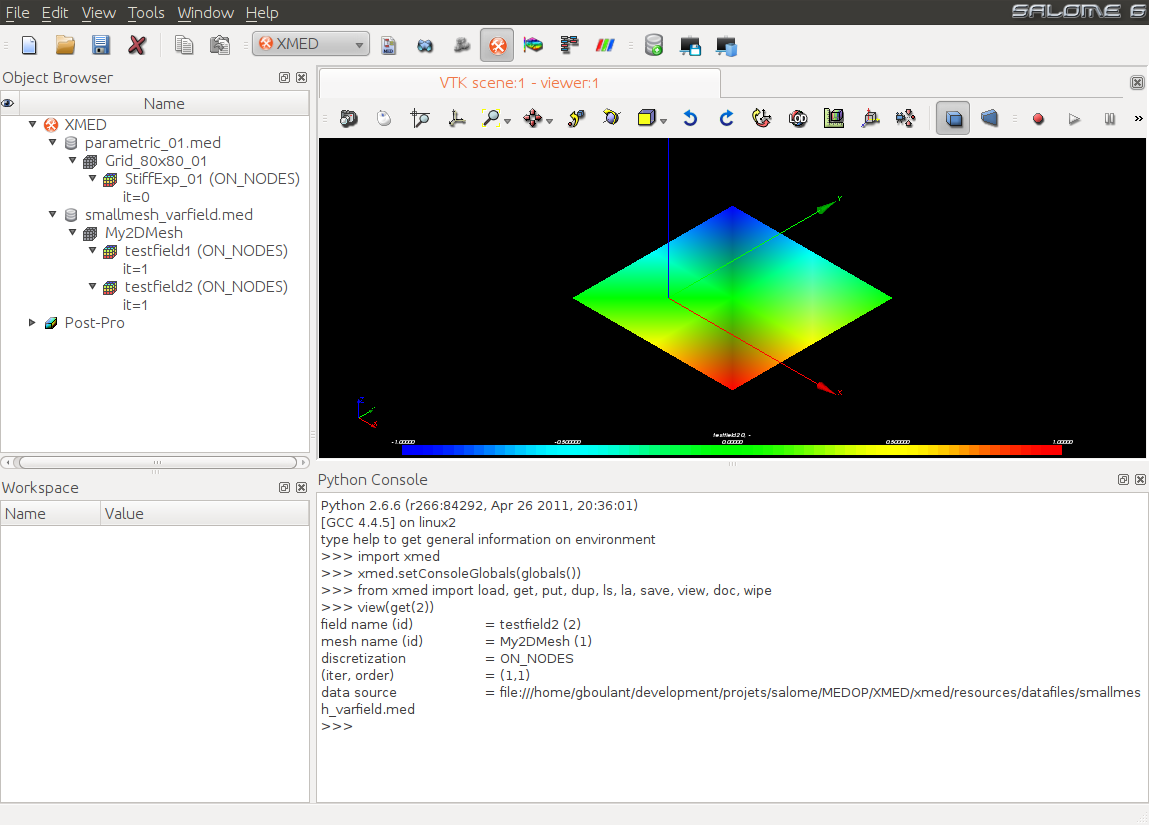 File Edit View Tools Window Help
SALOME 6
XMED
LOD
Object Browser
VTK scene:1 - viewer:1
Name
XMED
parametric_01.med
Grid_80x80_01
StiffExp_01 (ON_NODES)
it=0
smallmesh_varfield.med
My2DMesh
testfield1 (ON_NODES)
it=1
testfield2 (ON_NODES)
it=1
Post-Pro
Y
X
testfield2 0, -
-1.00000 -0.500000 0.00000 0.500000 1.00000
Workspace
Name Value
Python Console
Python 2.6.6 (r266:84292, Apr 26 2011, 20:36:01)
[GCC 4.4.5] on linux2
type help to get general information on environment
>>> import xmed
>>> xmed.setConsoleGlobals(globals())
>>> from xmed import load, get, put, dup, ls, la, save, view, doc, wipe
>>> view(get(2))
field name (id) = testfield2 (2)
mesh name (id) = My2DMesh (1)
discretization = ON_NODES
(iter, order) = (1,1)
data source = file:///home/gboulant/development/projets/salome/MEDOP/XMED/xmed/resources/datafiles/smallmes
h_varfield.med
>>>